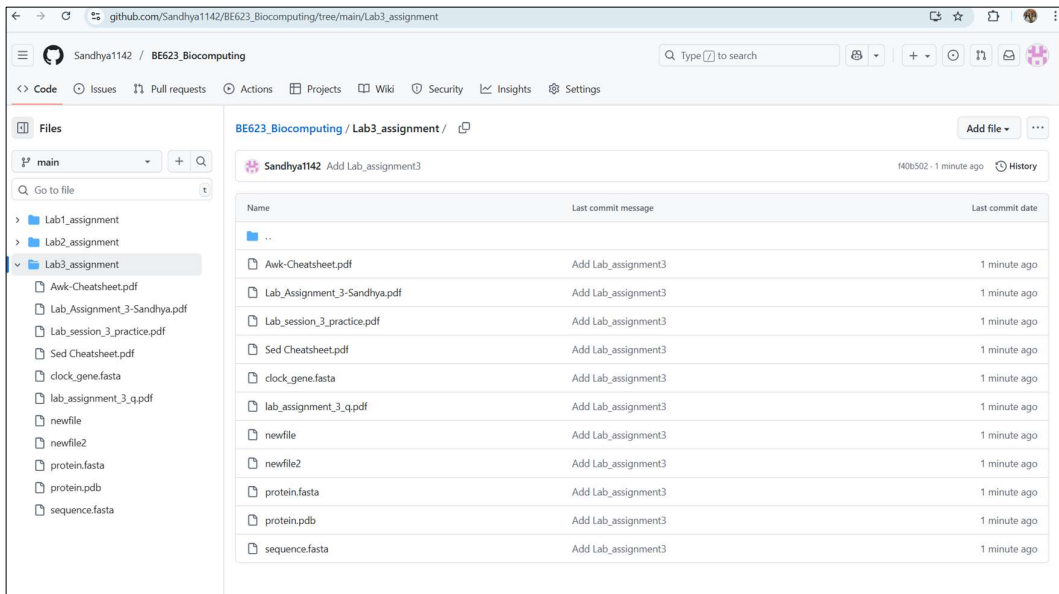 github.com/Sandhya1142/BE623_Biocomputing/tree/main/Lab3_assignment
Sandhya1142 / BE623_Biocomputing
Type / to search
Code Issues Pull requests Actions Projects Wiki Security Insights Settings
Files
main
Go to file t
Lab1_assignment
Lab2_assignment
Lab3_assignment
Awk-Cheatsheet.pdf
Lab_Assignment_3-Sandhya.pdf
Lab_session_3_practice.pdf
Sed Cheatsheet.pdf
clock_gene.fasta
lab_assignment_3_q.pdf
newfile
newfile2
protein.fasta
protein.pdb
sequence.fasta
BE623_Biocomputing / Lab3_assignment /
Add file
Sandhya1142 Add Lab_assignment3 f40b502 · 1 minute ago History
Name Last commit message Last commit date
..
Awk-Cheatsheet.pdf Add Lab_assignment3 1 minute ago
Lab_Assignment_3-Sandhya.pdf Add Lab_assignment3 1 minute ago
Lab_session_3_practice.pdf Add Lab_assignment3 1 minute ago
Sed Cheatsheet.pdf Add Lab_assignment3 1 minute ago
clock_gene.fasta Add Lab_assignment3 1 minute ago
lab_assignment_3_q.pdf Add Lab_assignment3 1 minute ago
newfile Add Lab_assignment3 1 minute ago
newfile2 Add Lab_assignment3 1 minute ago
protein.fasta Add Lab_assignment3 1 minute ago
protein.pdb Add Lab_assignment3 1 minute ago
sequence.fasta Add Lab_assignment3 1 minute ago